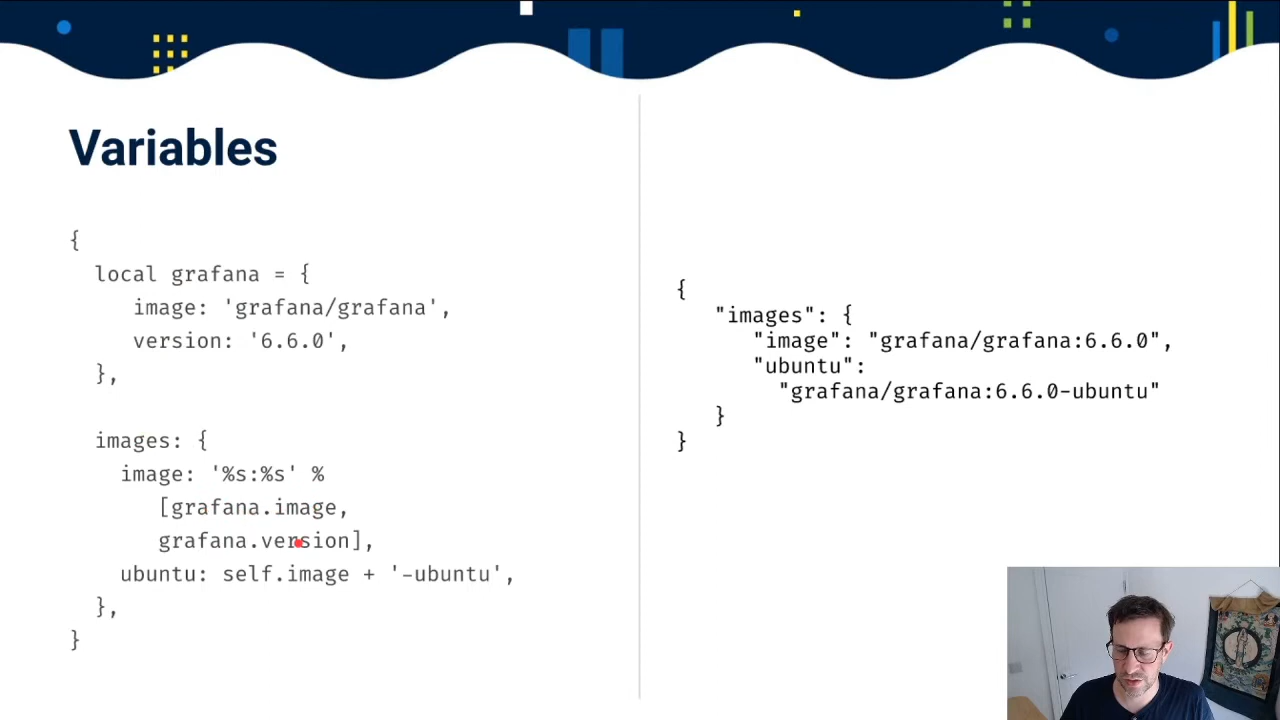 Variables
{
local grafana = {
image: 'grafana/grafana',
version: '6.6.0',
},
images: {
image: '%s:%s' %
[grafana.image,
grafana.version],
ubuntu: self.image + '-ubuntu',
},
}
{
"images": {
"image": "grafana/grafana:6.6.0",
"ubuntu":
"grafana/grafana:6.6.0-ubuntu"
}
}